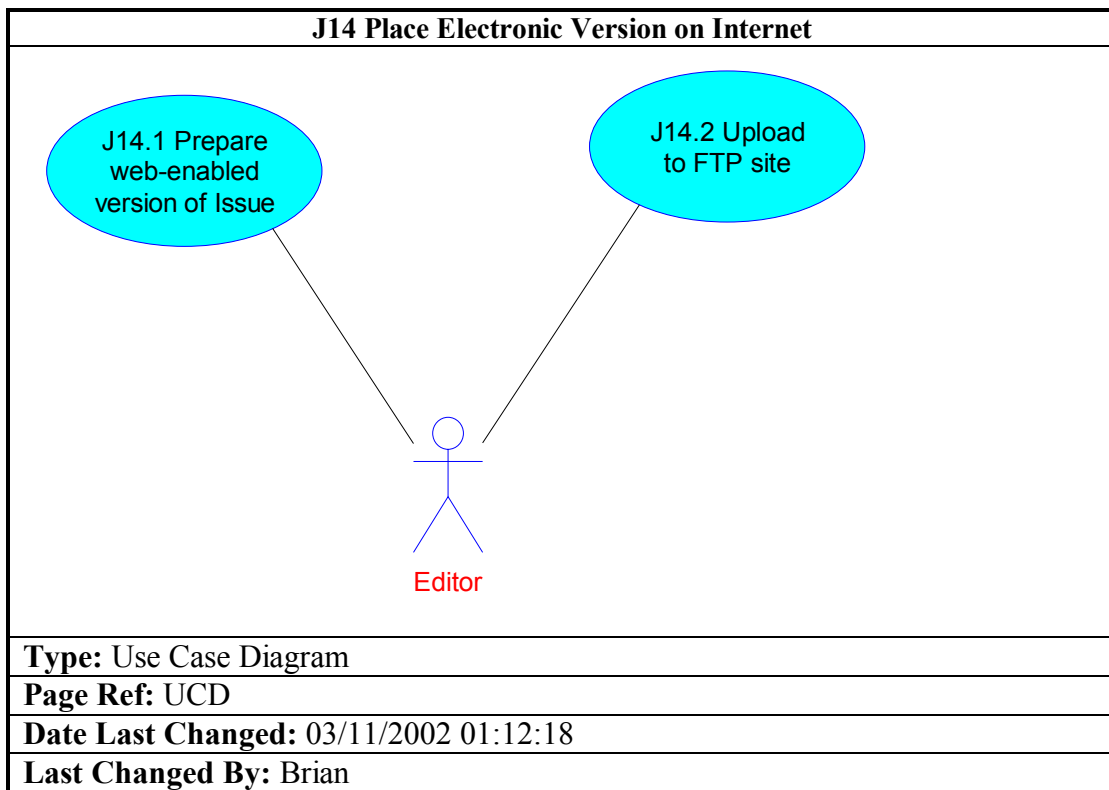 J14 Place Electronic Version on Internet
J14.1 Prepare
web-enabled
version of Issue
J14.2 Upload
to FTP site
Editor
Type: Use Case Diagram
Page Ref: UCD
Date Last Changed: 03/11/2002 01:12:18
Last Changed By: Brian